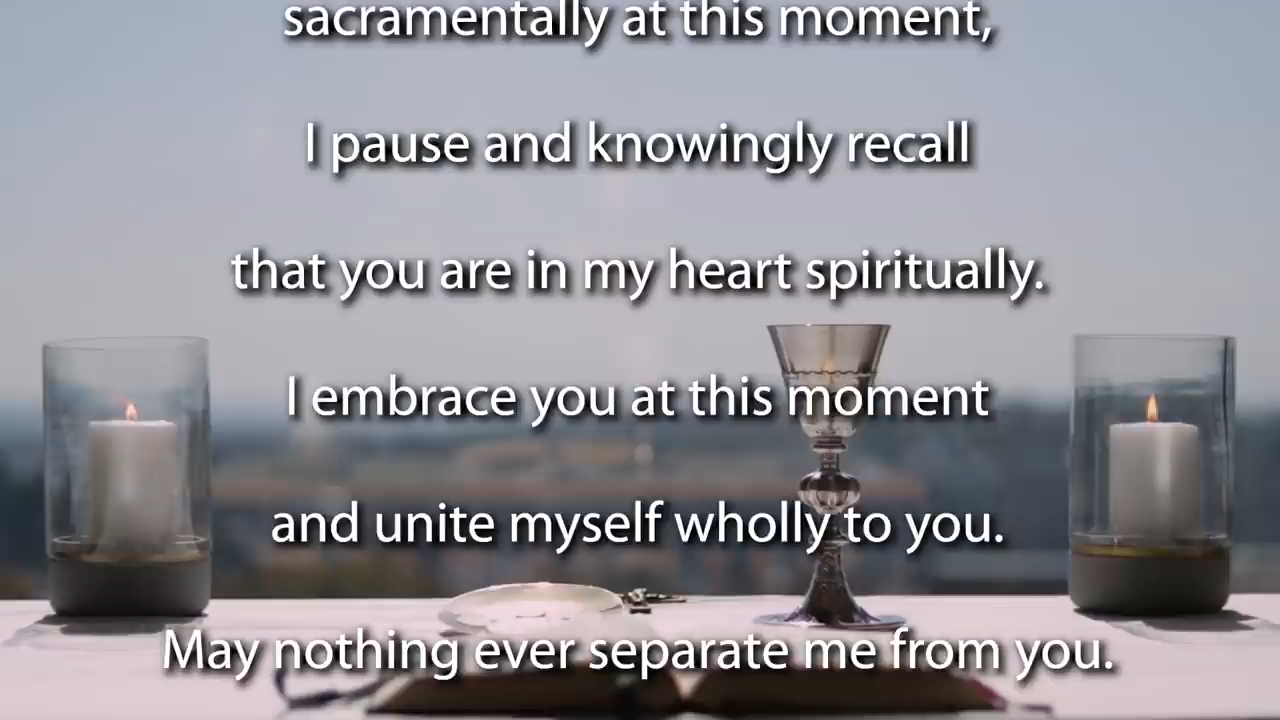 sacramentally at this moment,
I pause and knowingly recall
that you are in my heart spiritually.
I embrace you at this moment
and unite myself wholly to you.
May nothing ever separate me from you.